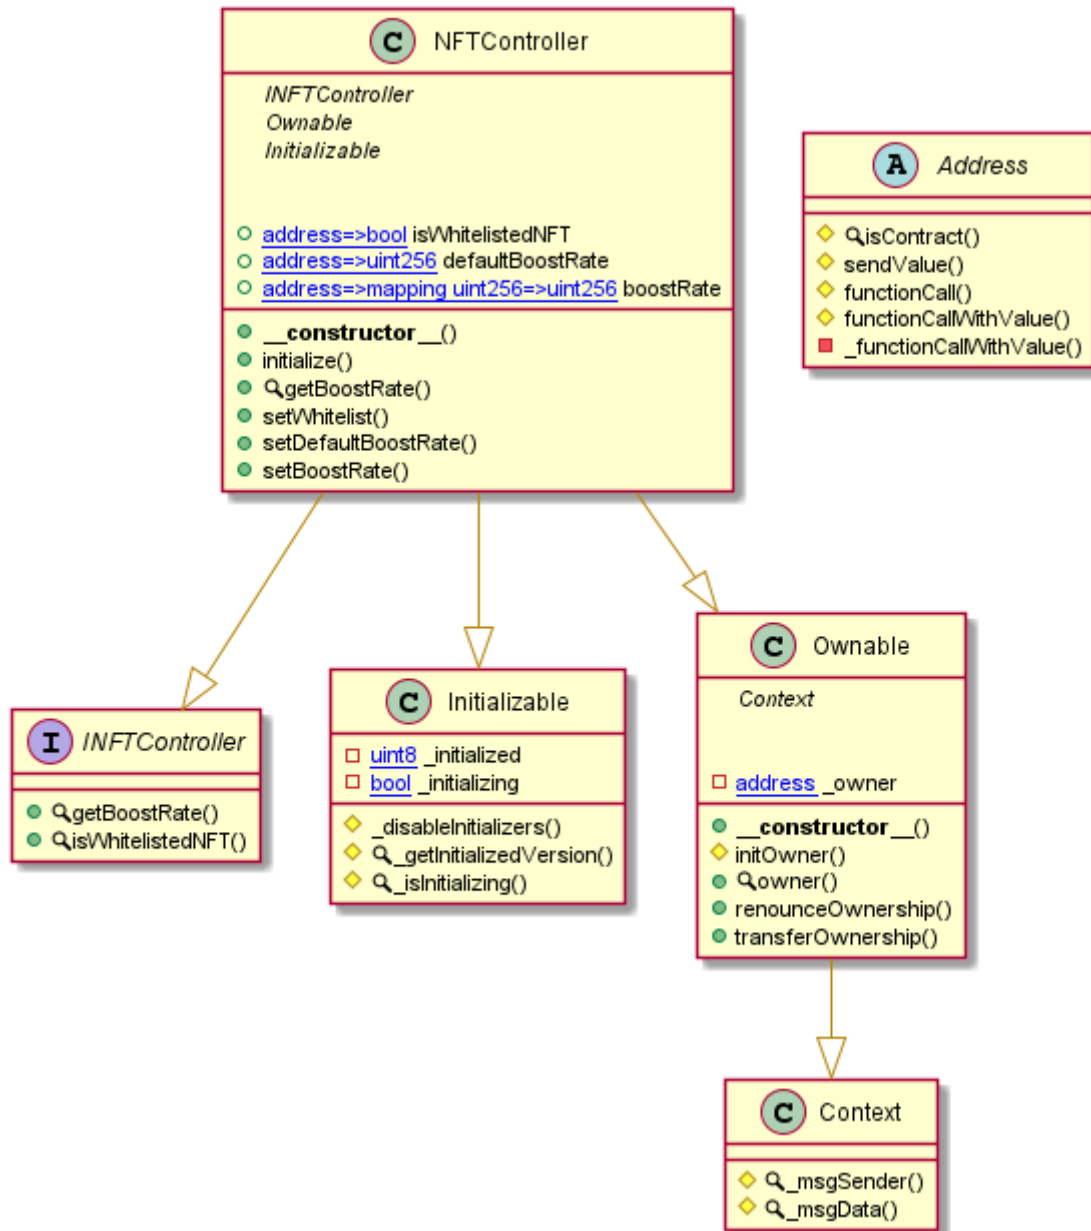 C NFTController
INFTController
Ownable
Initializable
address=>bool isWhitelistedNFT
address=>uint256 defaultBoostRate
address=>mapping uint256=>uint256 boostRate
__constructor__()
initialize()
getBoostRate()
setWhitelist()
setDefaultBoostRate()
setBoostRate()
A Address
isContract()
sendValue()
functionCall()
functionCallWithValue()
_functionCallWithValue()
I INFTController
getBoostRate()
isWhitelistedNFT()
C Initializable
uint8 _initialized
bool _initializing
_disableInitializers()
_getInitializedVersion()
_isInitializing()
C Ownable
Context
address _owner
__constructor__()
initOwner()
owner()
renounceOwnership()
transferOwnership()
C Context
_msgSender()
_msgData()